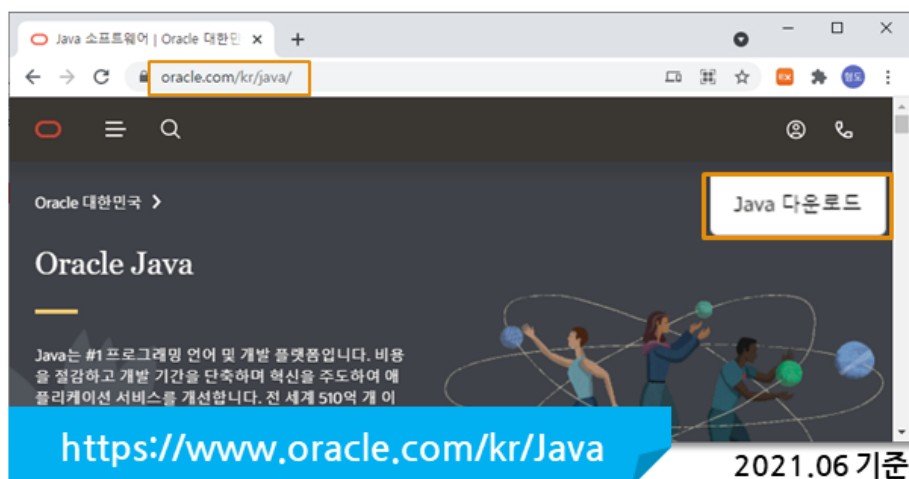 Java 소프트웨어 | Oracle 대한민
oracle.com/kr/java/
EX
형도
Oracle 대한민국
Java 다운로드
Oracle Java
Java는 #1 프로그래밍 언어 및 개발 플랫폼입니다. 비용
을 절감하고 개발 기간을 단축하며 혁신을 주도하여 애
플리케이션 서비스를 개선합니다. 전 세계 510억 개 이
https://www.oracle.com/kr/Java
2021.06 기준